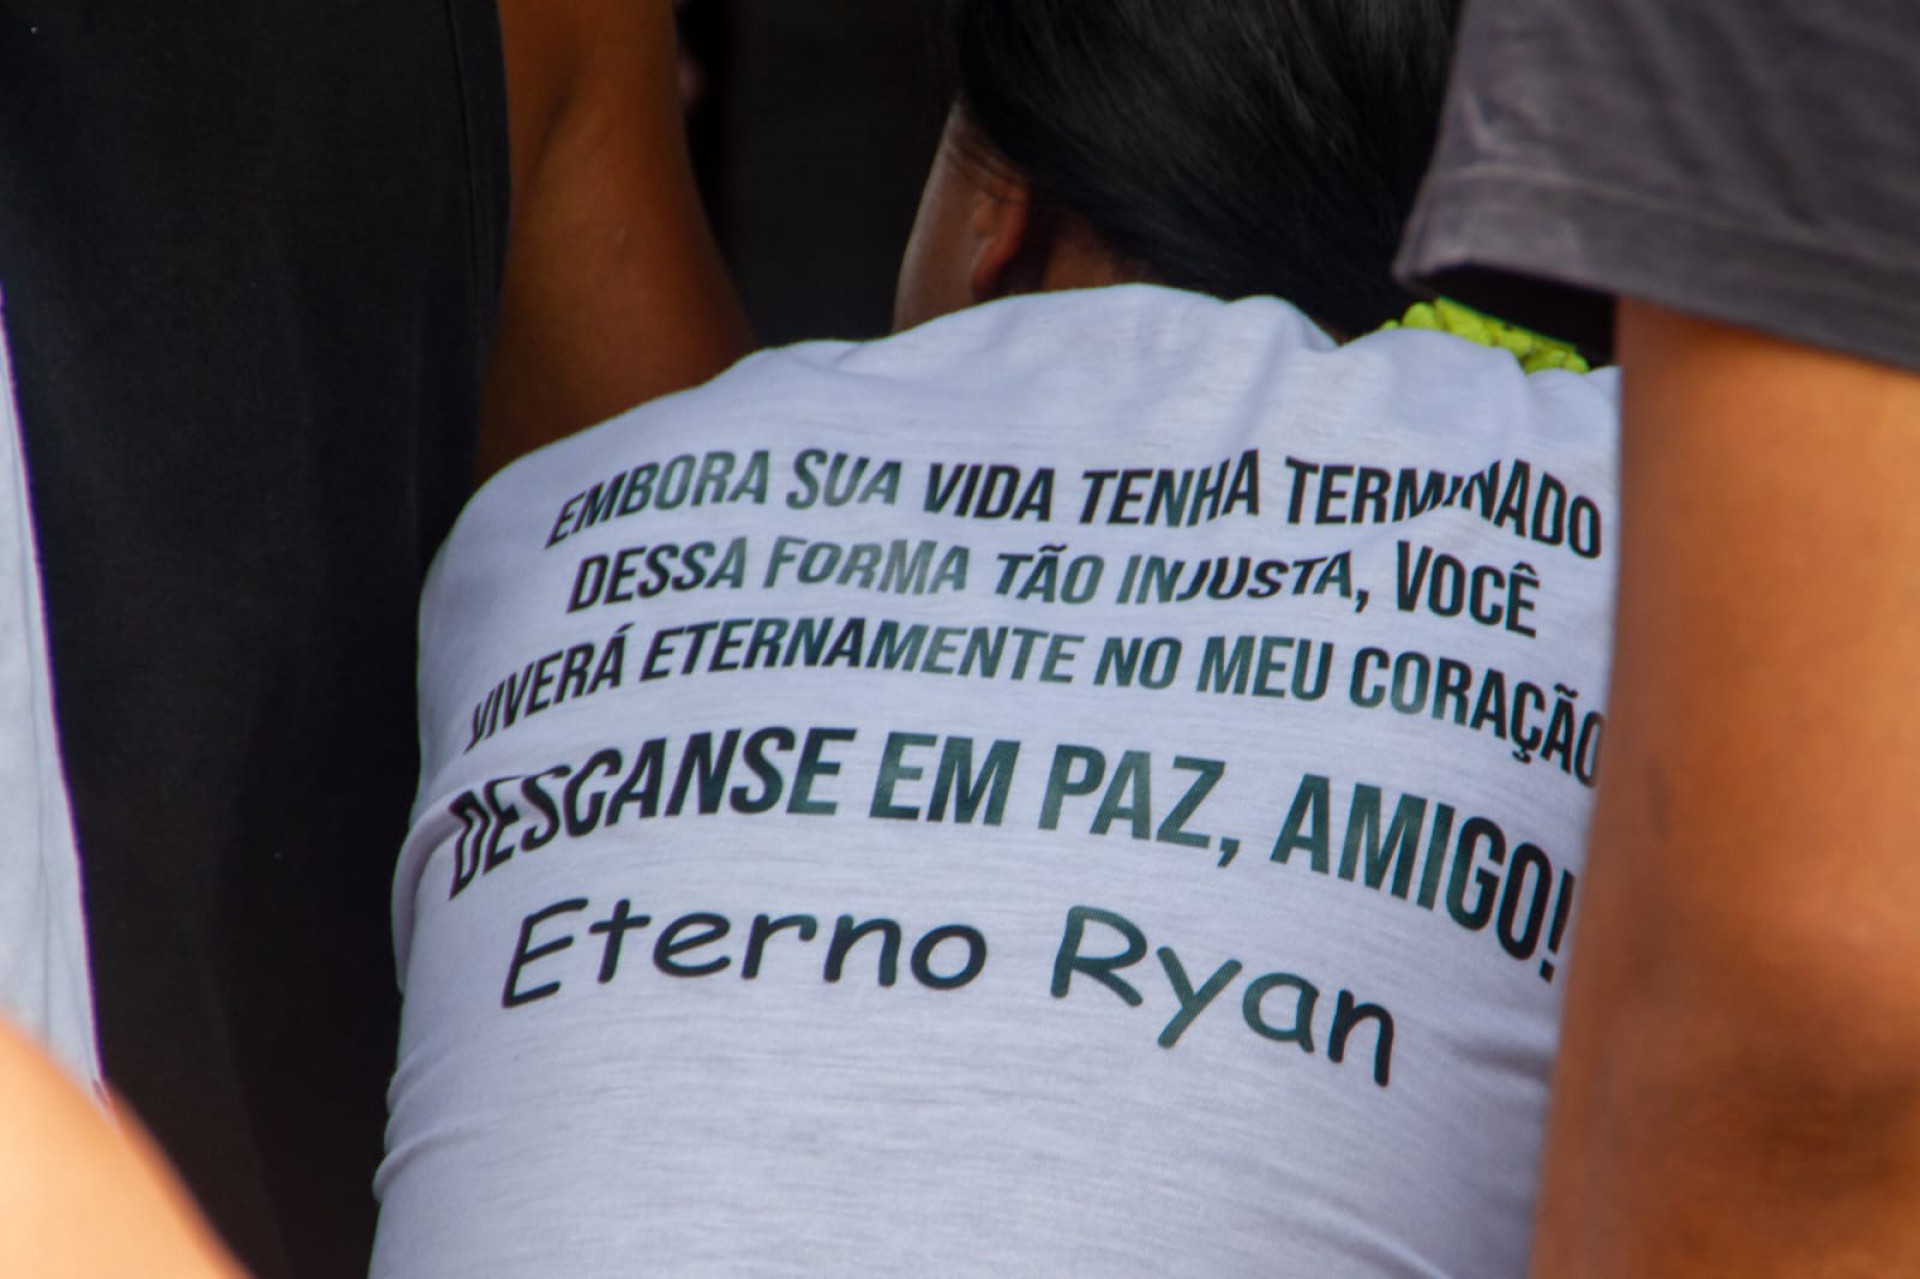 EMBORA SUA VIDA TENHA TERMINADO
DESSA FORMA TÃO INJUSTA, VOCÊ
VIVERÁ ETERNAMENTE NO MEU CORAÇÃO
DESCANSE EM PAZ, AMIGO!
Eterno Ryan